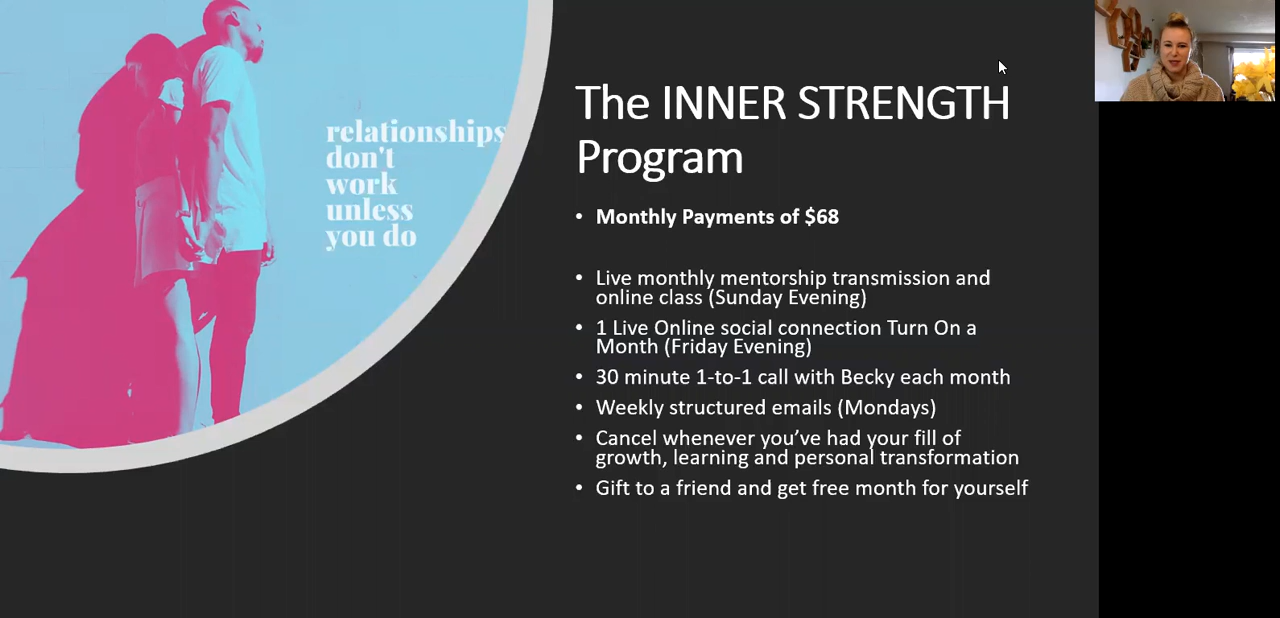 relationships
don't
work
unless
you do
The INNER STRENGTH
Program
• Monthly Payments of $68
• Live monthly mentorship transmission and
online class (Sunday Evening)
• 1 Live Online social connection Turn On a
Month (Friday Evening)
• 30 minute 1-to-1 call with Becky each month
• Weekly structured emails (Mondays)
• Cancel whenever you’ve had your fill of
growth, learning and personal transformation
• Gift to a friend and get free month for yourself